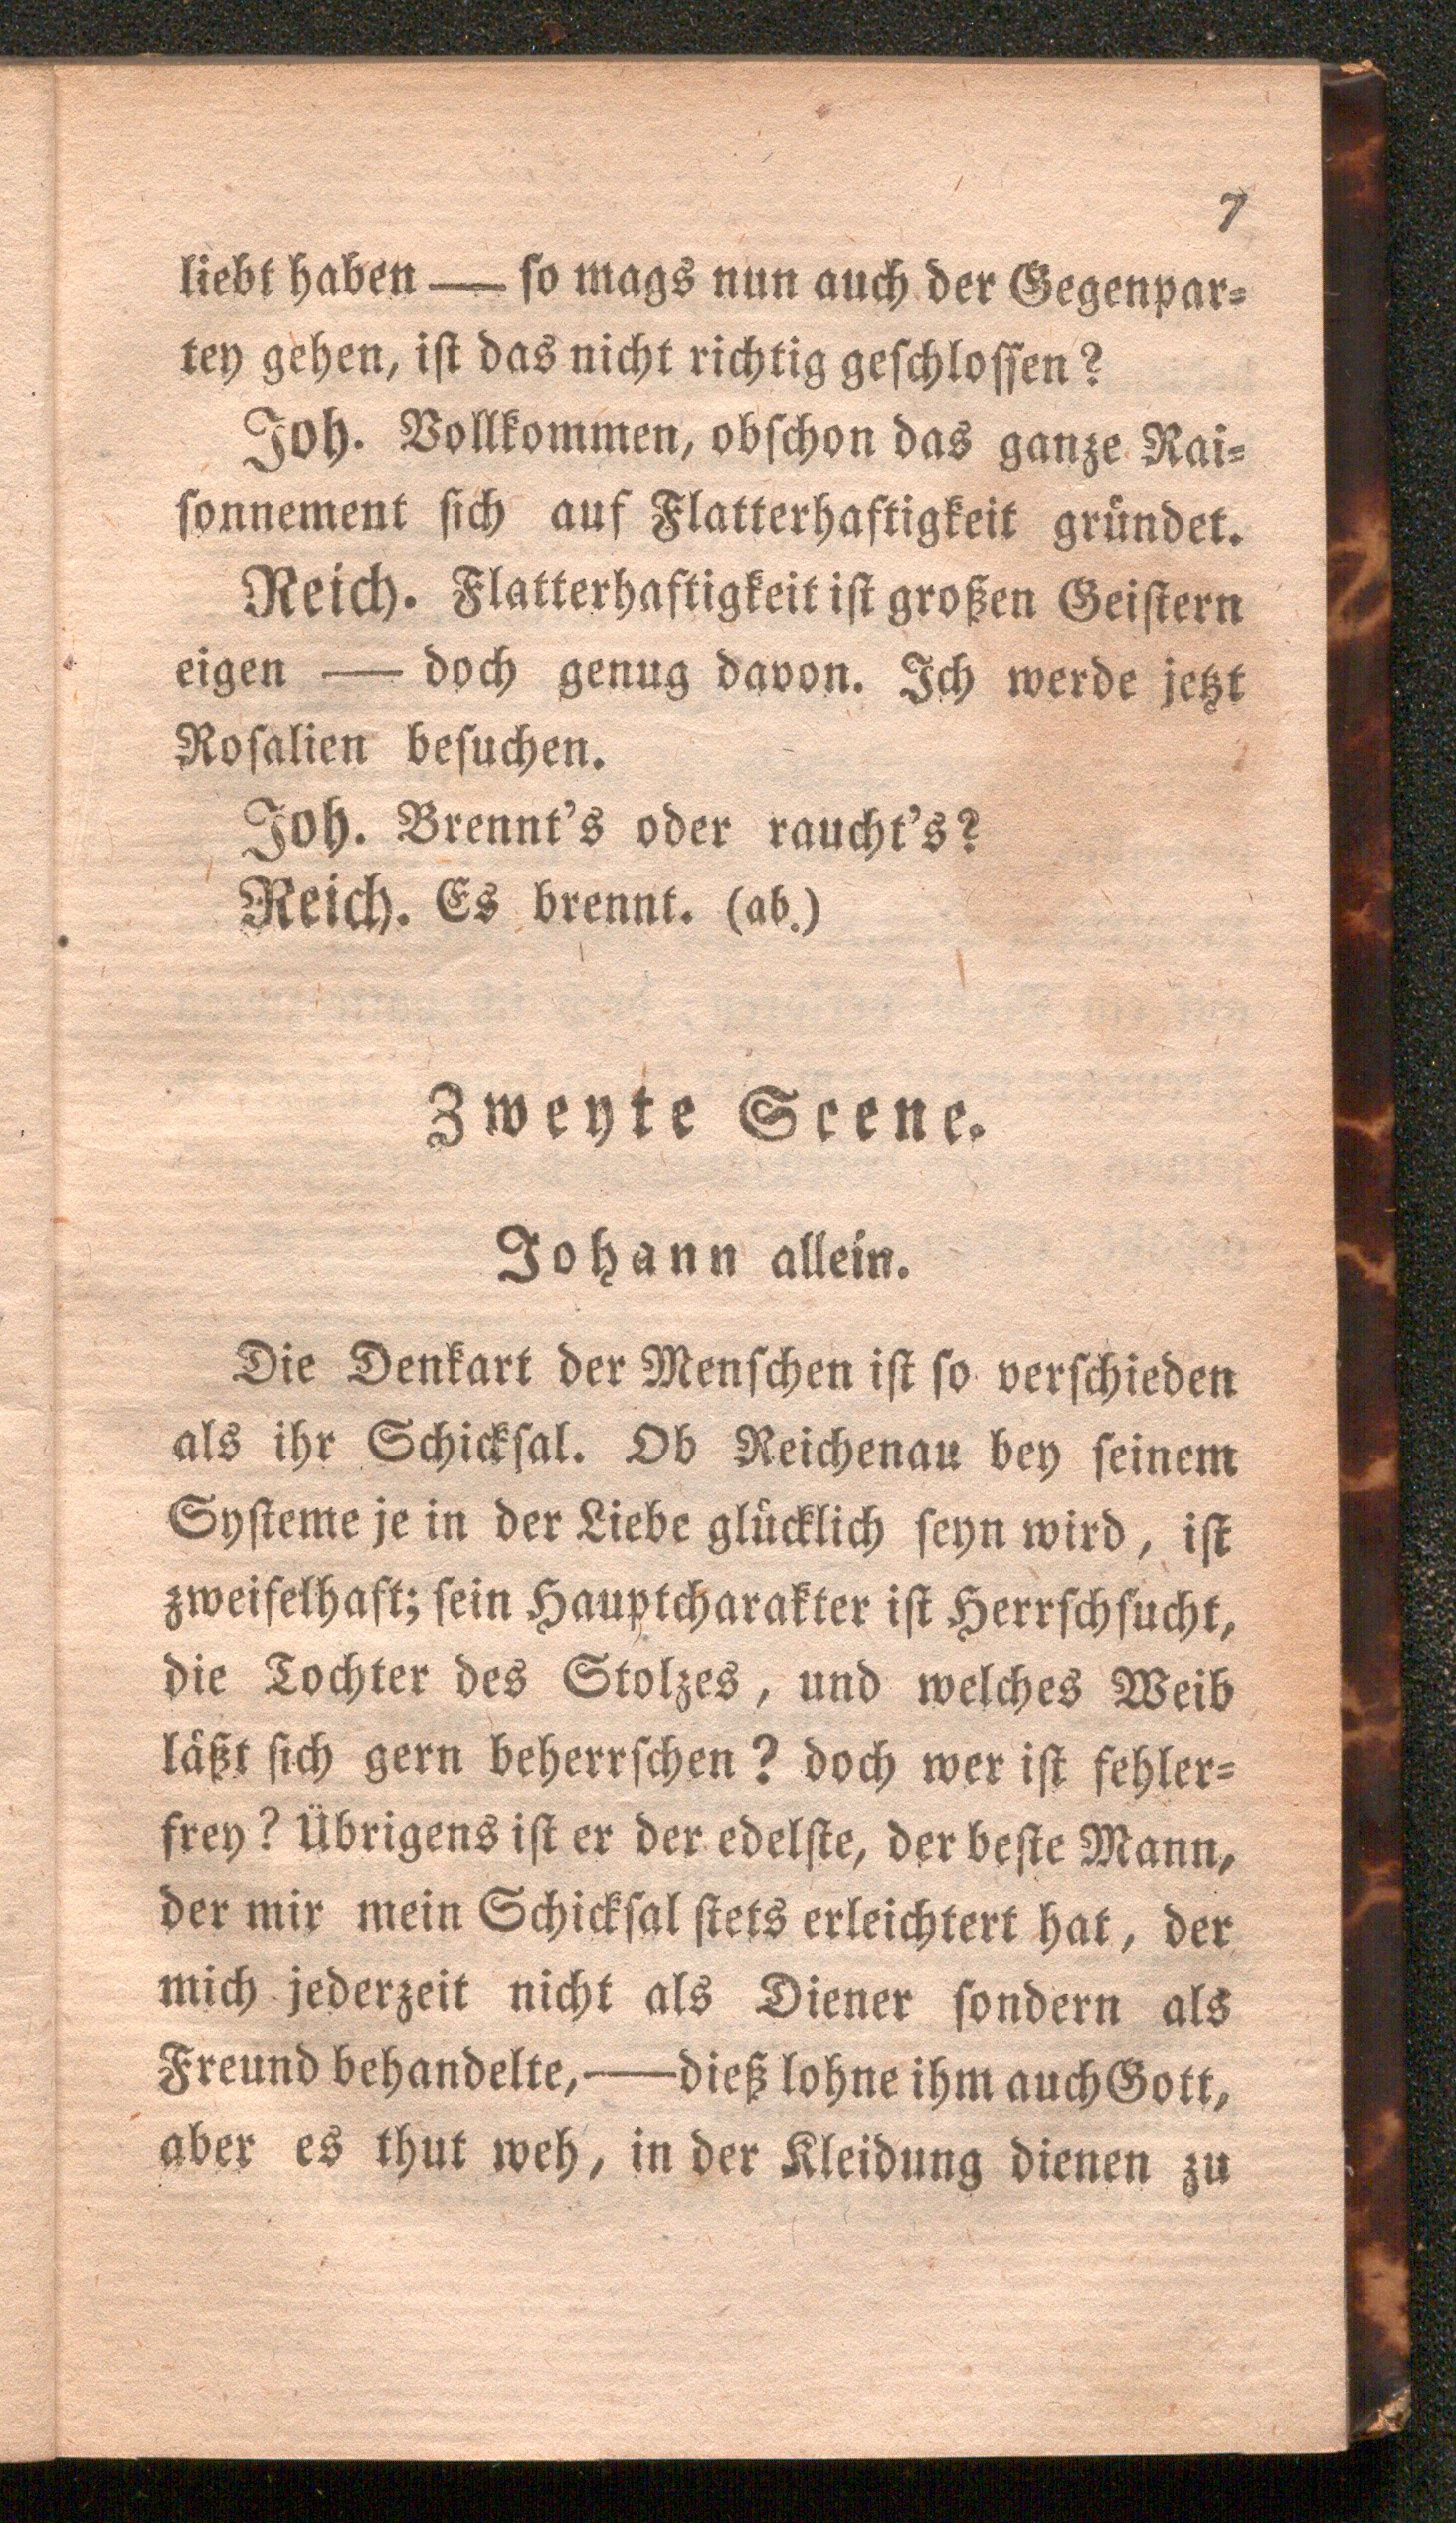 7
liebt haben — so mags nun auch der Gegenpar⸗
tey gehen, ist das nicht richtig geschlossen?
Joh. Vollkommen, obschon das ganze Rai⸗
sonnement sich auf Flatterhaftigkeit gründet.
Reich. Flatterhaftigkeit ist großen Geistern
eigen — doch genug davon. Ich werde jetzt
Rosalien besuchen.
Joh. Brennt's oder raucht's?
Reich. Es brennt. (ab.)
Zweyte Scene.
Johann allein.
Die Denkart der Menschen ist so verschieden
als ihr Schicksal. Ob Reichenau bey seinem
Systeme je in der Liebe glücklich seyn wird, ist
zweifelhaft; sein Hauptcharakter ist Herrschsucht,
die Tochter des Stolzes, und welches Weib
läßt sich gern beherrschen? doch wer ist fehler⸗
frey? Übrigens ist er der edelste, der beste Mann,
der mir mein Schicksal stets erleichtert hat, der
mich jederzeit nicht als Diener sondern als
Freund behandelte, — dieß lohne ihm auch Gott,
aber es thut weh, in der Kleidung dienen zu